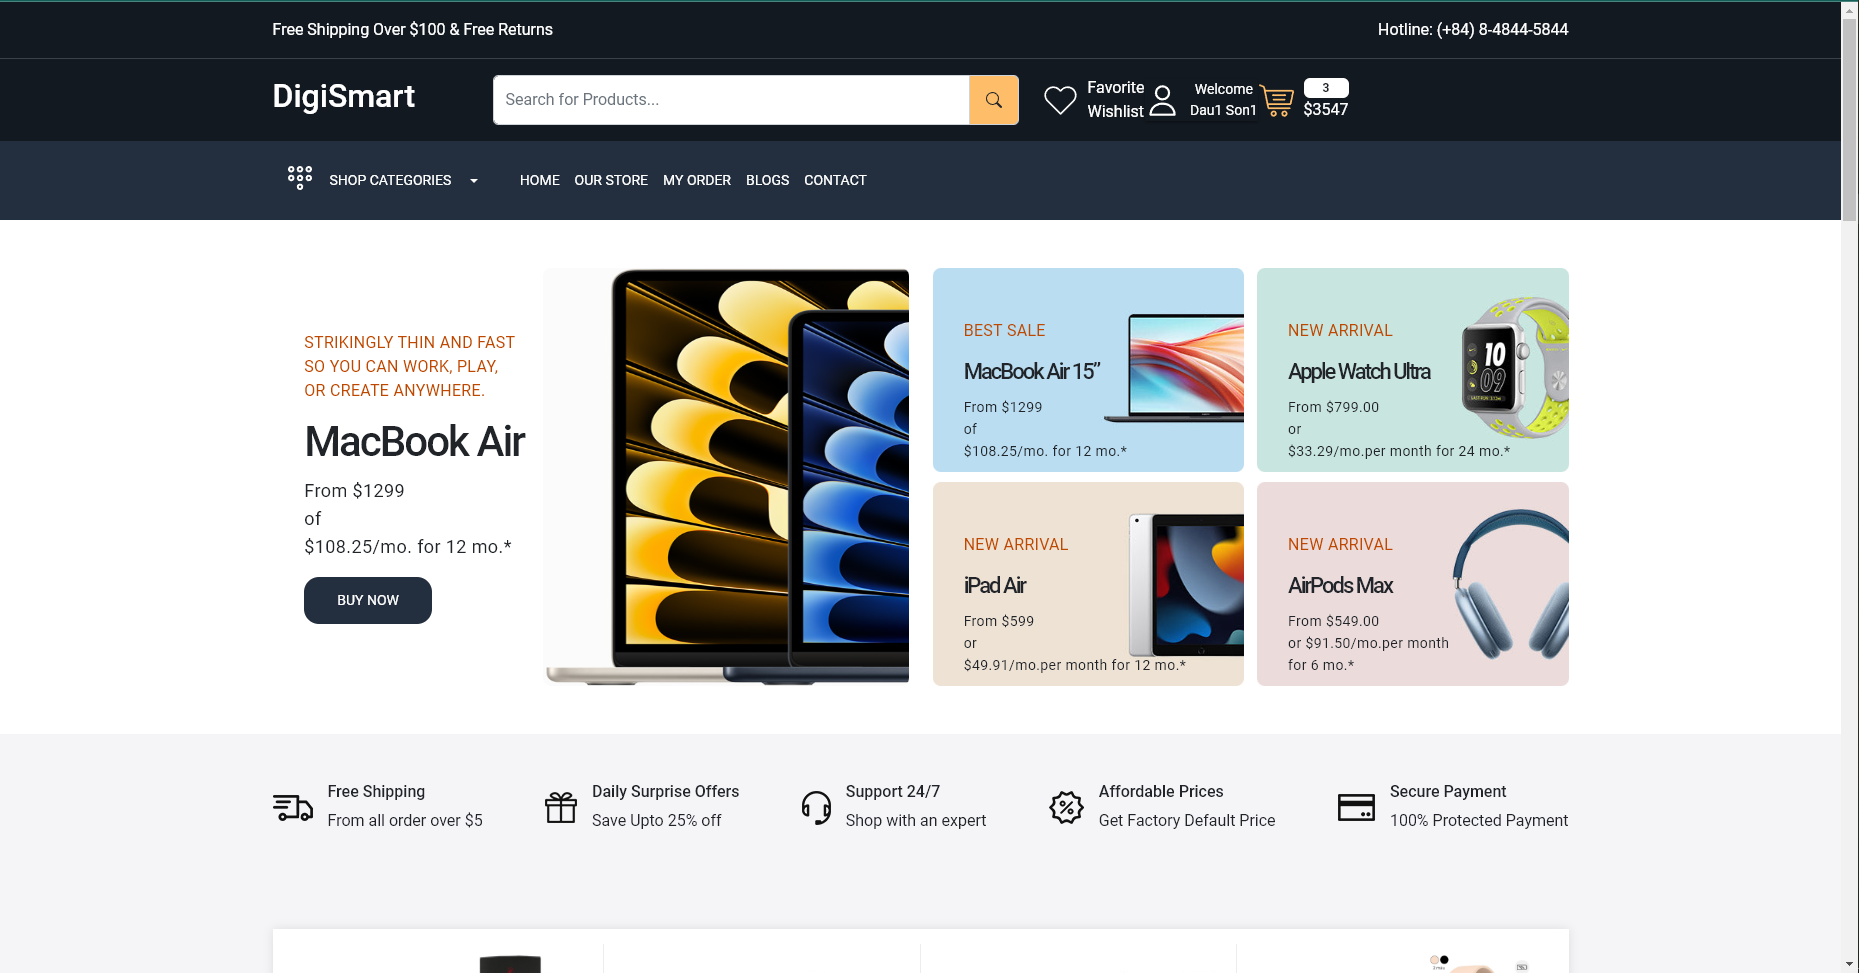 Free Shipping Over $100 & Free Returns
Hotline: (+84) 8-4844-5844
DigiSmart
Search for Products...
Favorite
Wishlist
Welcome
Dau1 Son1
3
$3547
SHOP CATEGORIES
HOME
OUR STORE
MY ORDER
BLOGS
CONTACT
STRIKINGLY THIN AND FAST
SO YOU CAN WORK, PLAY,
OR CREATE ANYWHERE.
MacBook Air
From $1299
of
$108.25/mo. for 12 mo.*
BUY NOW
BEST SALE
MacBook Air 15”
From $1299
of
$108.25/mo. for 12 mo.*
NEW ARRIVAL
Apple Watch Ultra
From $799.00
or
$33.29/mo.per month for 24 mo.*
10
09
NEW ARRIVAL
iPad Air
From $599
or
$49.91/mo.per month for 12 mo.*
NEW ARRIVAL
AirPods Max
From $549.00
or $91.50/mo.per month
for 6 mo.*
Free Shipping
From all order over $5
Daily Surprise Offers
Save Upto 25% off
Support 24/7
Shop with an expert
Affordable Prices
Get Factory Default Price
Secure Payment
100% Protected Payment